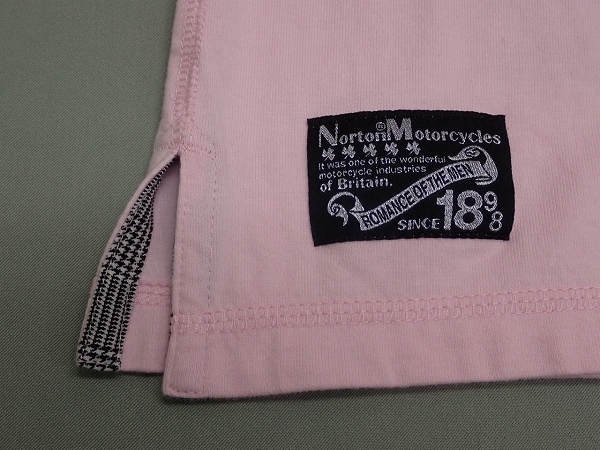 Norton® Motorcycles
It was one of the wonderful
motorcycle industries
of Britain.
ROMANCE OF THE MEN
SINCE 1898